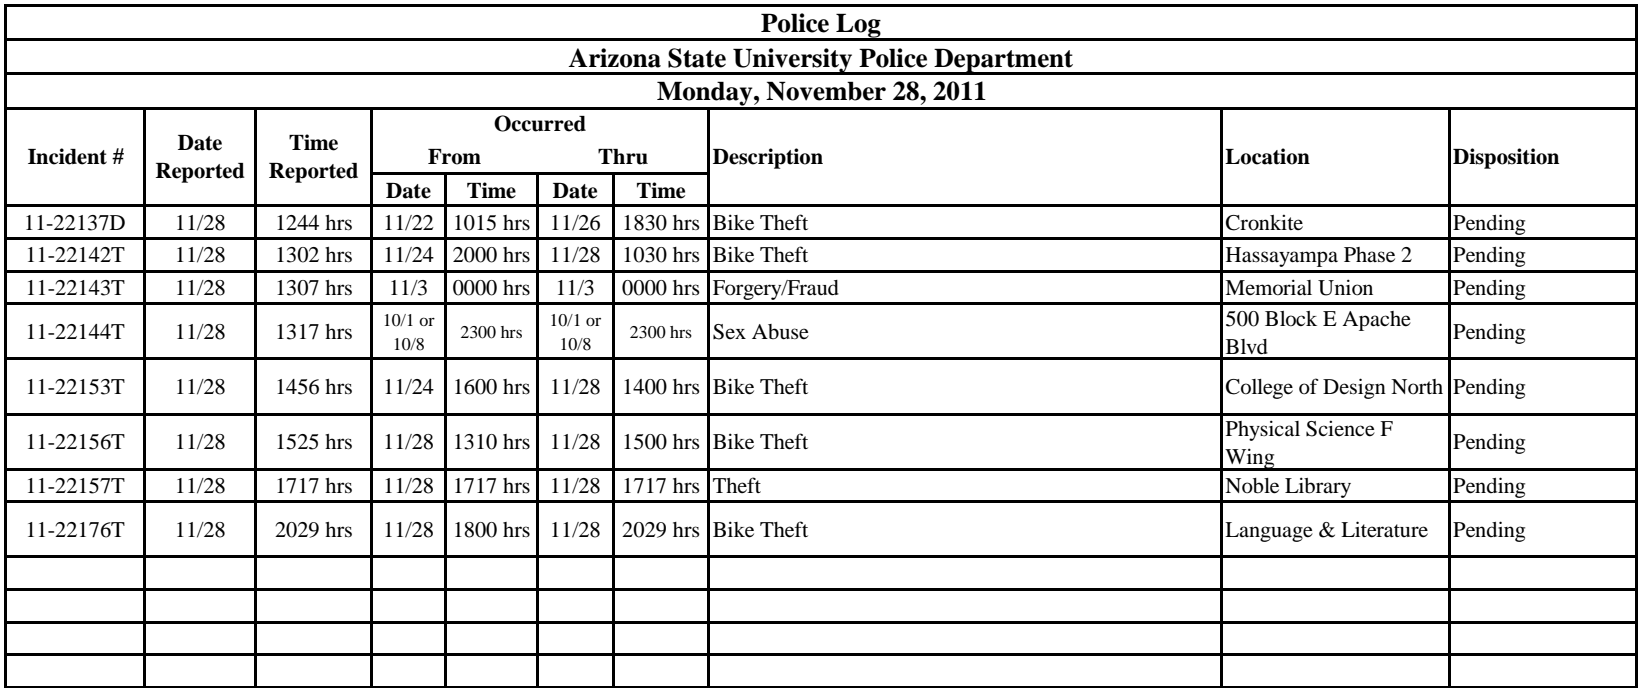 Police Log
Arizona State University Police Department
Monday, November 28, 2011
Incident # Date Reported Time Reported Occurred Description Location Disposition
From Thru
Date Time Date Time
11-22137D 11/28 1244 hrs 11/22 1015 hrs 11/26 1830 hrs Bike Theft Cronkite Pending
11-22142T 11/28 1302 hrs 11/24 2000 hrs 11/28 1030 hrs Bike Theft Hassayampa Phase 2 Pending
11-22143T 11/28 1307 hrs 11/3 0000 hrs 11/3 0000 hrs Forgery/Fraud Memorial Union Pending
11-22144T 11/28 1317 hrs 10/1 or 10/8 2300 hrs 10/1 or 10/8 2300 hrs Sex Abuse 500 Block E Apache Blvd Pending
11-22153T 11/28 1456 hrs 11/24 1600 hrs 11/28 1400 hrs Bike Theft College of Design North Pending
11-22156T 11/28 1525 hrs 11/28 1310 hrs 11/28 1500 hrs Bike Theft Physical Science F Wing Pending
11-22157T 11/28 1717 hrs 11/28 1717 hrs 11/28 1717 hrs Theft Noble Library Pending
11-22176T 11/28 2029 hrs 11/28 1800 hrs 11/28 2029 hrs Bike Theft Language & Literature Pending